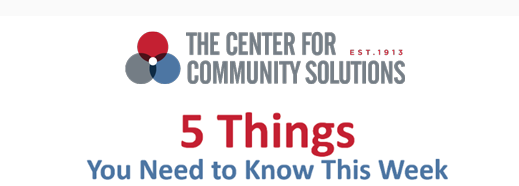 THE CENTER FOR
EST.1913
COMMUNITY SOLUTIONS
5 Things
You Need to Know This Week